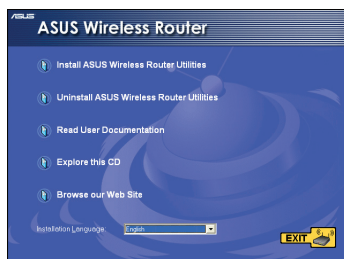 ASUS
ASUS Wireless Router
Install ASUS Wireless Router Utilities
Uninstall ASUS Wireless Router Utilities
Read User Documentation
Explore this CD
Browse our Web Site
Installation Language: English
EXIT